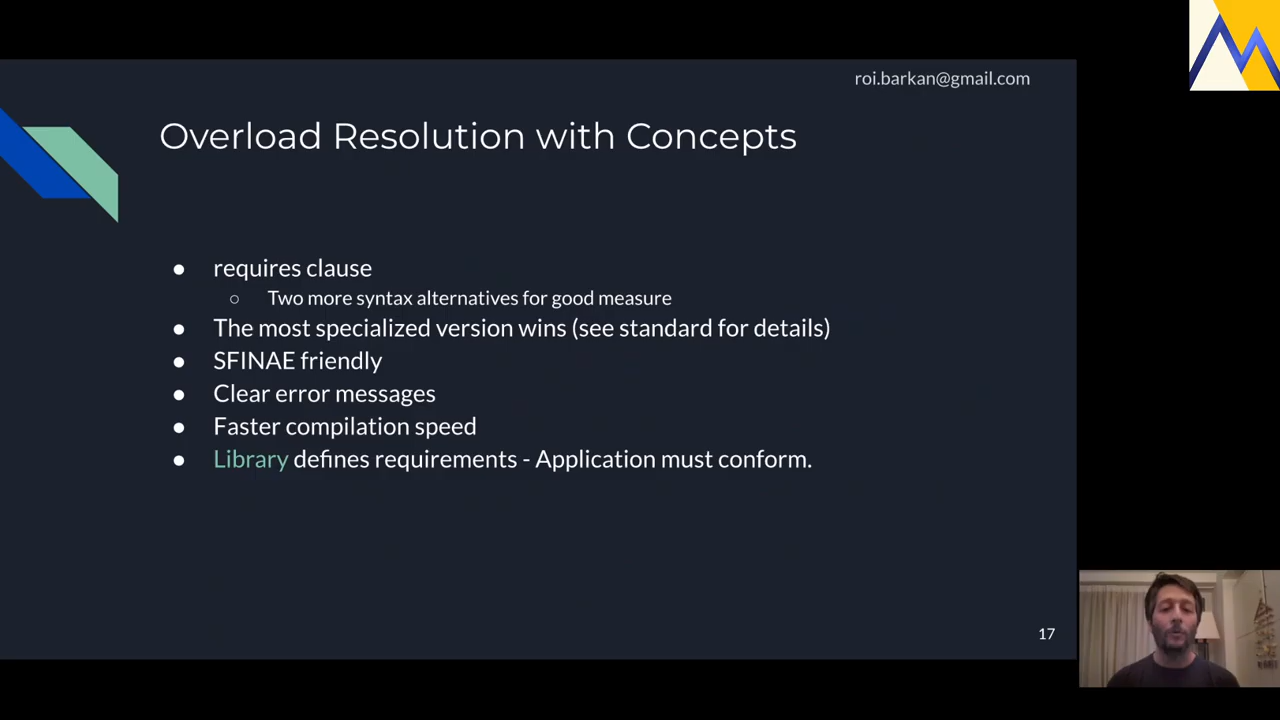 roi.barkan@gmail.com
Overload Resolution with Concepts
● requires clause
○ Two more syntax alternatives for good measure
● The most specialized version wins (see standard for details)
● SFINAE friendly
● Clear error messages
● Faster compilation speed
● Library defines requirements - Application must conform.
17